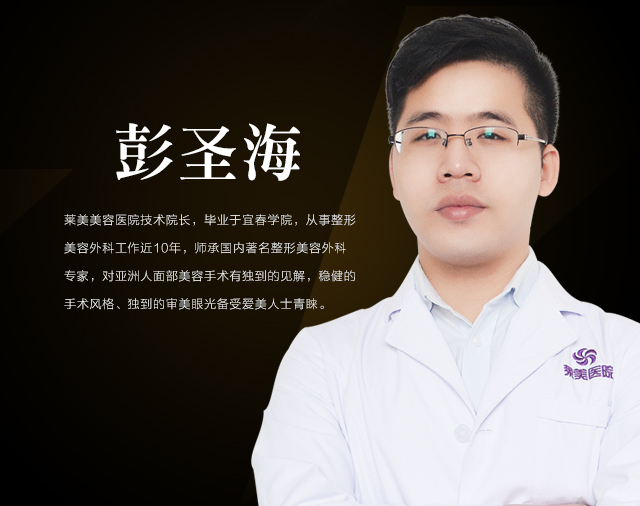 彭圣海
莱美美容医院技术院长，毕业于宜春学院，从事整形
美容外科工作近10年，师承国内著名整形美容外科
专家，对亚洲人面部美容手术有独到的见解，稳健的
手术风格、独到的审美眼光备受爱美人士青睐。
莱美医院